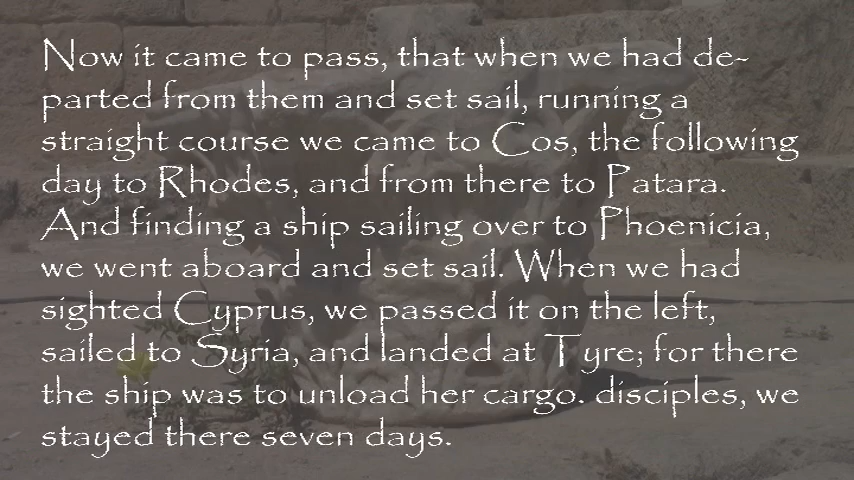 Now it came to pass, that when we had de-
parted from them and set sail, running a
straight course we came to Cos, the following
day to Rhodes, and from there to Patara.
And finding a ship sailing over to Phoenicia,
we went aboard and set sail. When we had
sighted Cyprus, we passed it on the left,
sailed to Syria, and landed at Tyre; for there
the ship was to unload her cargo. disciples, we
stayed there seven days.